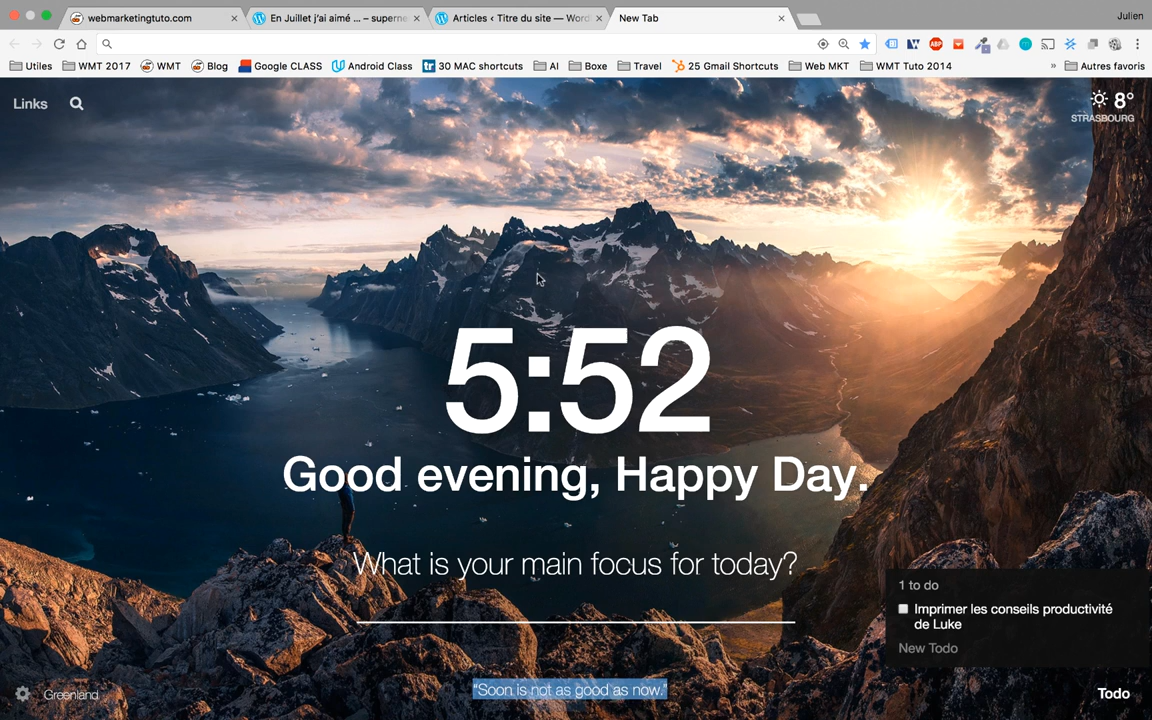 webmarketingtuto.com
En Juillet j'ai aimé ... – superne
Articles ‹ Titre du site — Word
New Tab
Julien
Utiles
WMT 2017
WMT
Blog
Google CLASS
Android Class
30 MAC shortcuts
AI
Boxe
Travel
25 Gmail Shortcuts
Web MKT
WMT Tuto 2014
»
Autres favoris
Links
8°
STRASBOURG
5:52
Good evening, Happy Day.
What is your main focus for today?
1 to do
Imprimer les conseils productivité
de Luke
New Todo
Greenland
"Soon is not as good as now."
Todo